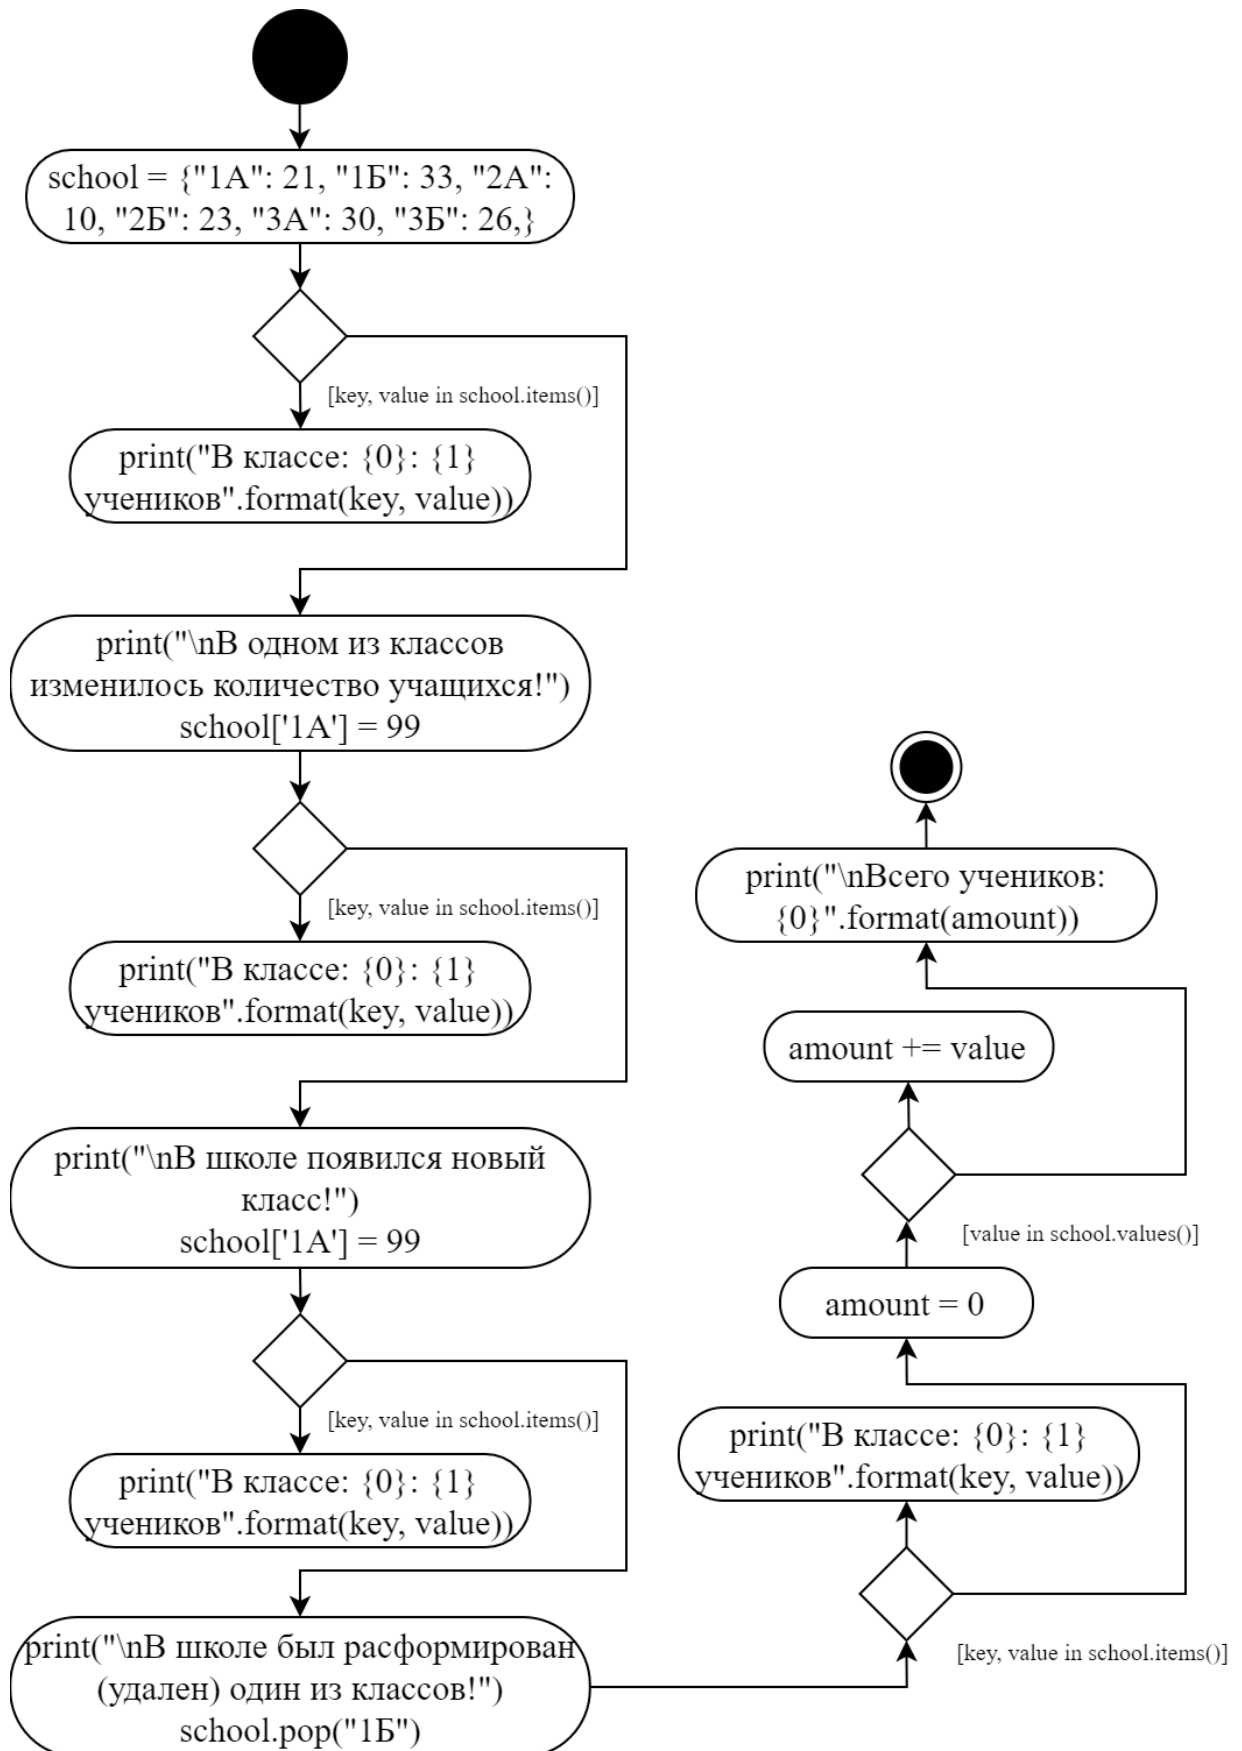 school = {"1А": 21, "1Б": 33, "2А":
10, "2Б": 23, "3А": 30, "3Б": 26,}
[key, value in school.items()]
print("В классе: {0}: {1}
учеников".format(key, value))
print("\nВ одном из классов
изменилось количество учащихся!")
school['1А'] = 99
[key, value in school.items()]
print("В классе: {0}: {1}
учеников".format(key, value))
print("\nВ школе появился новый
класс!")
school['1А'] = 99
[key, value in school.items()]
print("В классе: {0}: {1}
учеников".format(key, value))
print("\nВ школе был расформирован
(удален) один из классов!")
school.pop("1Б")
[key, value in school.items()]
print("В классе: {0}: {1}
учеников".format(key, value))
amount = 0
[value in school.values()]
amount += value
print("\nВсего учеников:
{0}".format(amount))